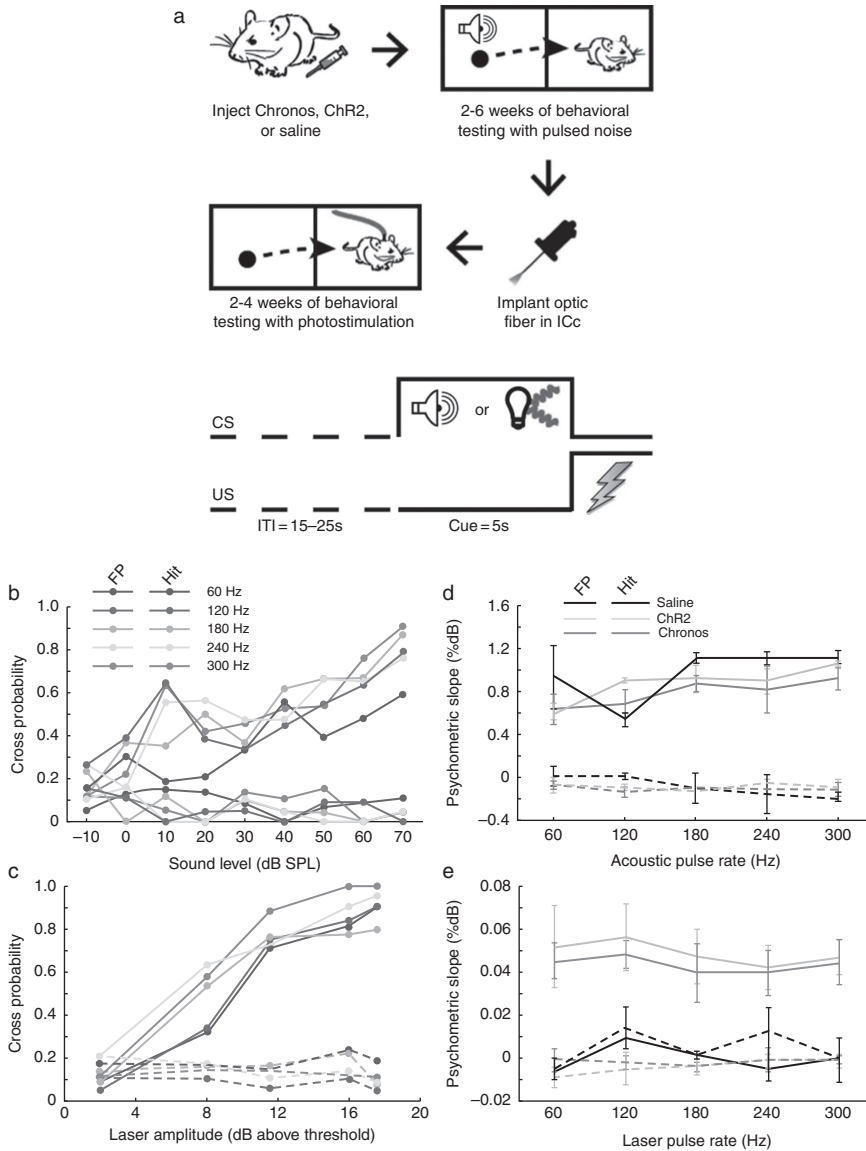 a
Inject Chronos, ChR2,
or saline
2-6 weeks of behavioral
testing with pulsed noise
2-4 weeks of behavioral
testing with photostimulation
Implant optic
fiber in ICc
CS
or
US
ITI = 15–25s
Cue = 5s
b
FP
Hit
60 Hz
120 Hz
180 Hz
240 Hz
300 Hz
1.0
0.8
0.6
0.4
0.2
0
Cross probability
–10 0 10 20 30 40 50 60 70
Sound level (dB SPL)
c
1.0
0.8
0.6
0.4
0.2
0
Cross probability
0 4 8 12 16 20
Laser amplitude (dB above threshold)
d
FP
Hit
Saline
ChR2
Chronos
1.6
1.2
0.8
0.4
0
–0.4
Psychometric slope (%dB)
60 120 180 240 300
Acoustic pulse rate (Hz)
e
0.08
0.06
0.04
0.02
0
–0.02
Psychometric slope (%dB)
60 120 180 240 300
Laser pulse rate (Hz)